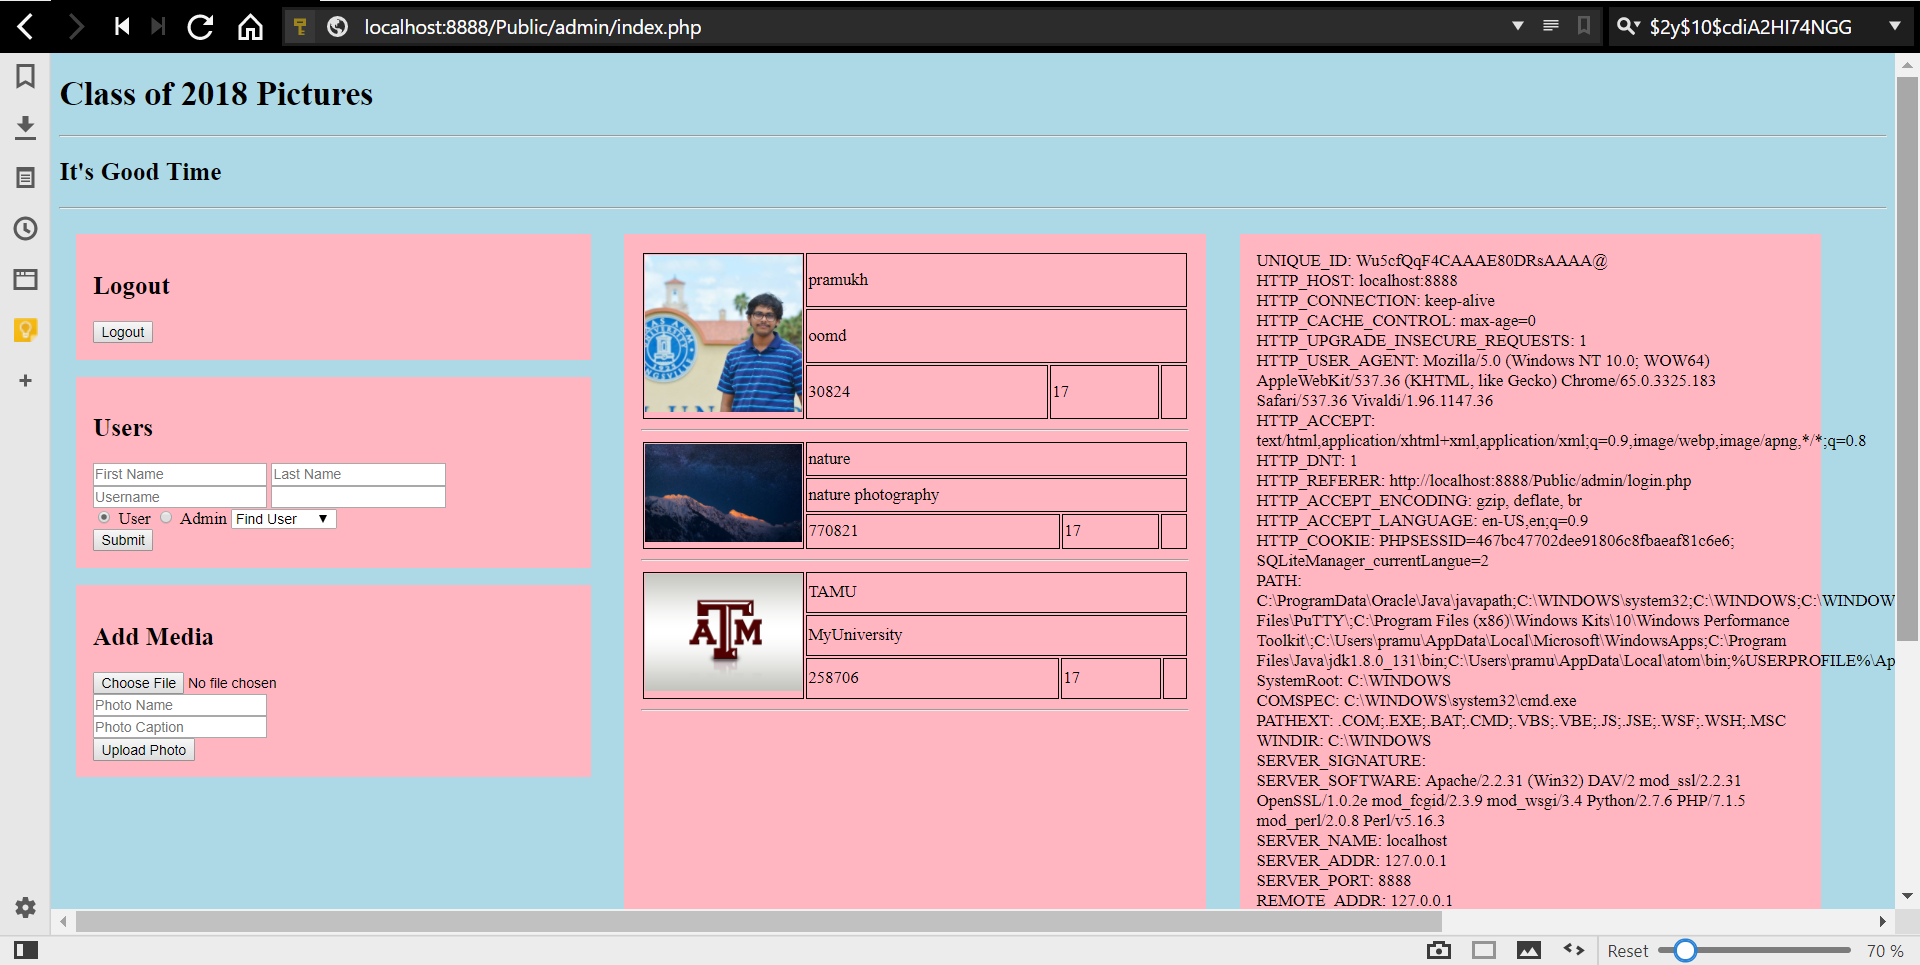 localhost:8888/Public/admin/index.php
$2y$10$cdiA2HI74NGG
Class of 2018 Pictures
It's Good Time
Logout
Logout
Users
First Name Last Name
Username
User Admin Find User
Submit
Add Media
Choose File No file chosen
Photo Name
Photo Caption
Upload Photo
pramukh
oomd
30824 17
nature
nature photography
770821 17
TAMU
MyUniversity
258706 17
UNIQUE_ID: Wu5cfQqF4CAAAE80DRsAAAA@
HTTP_HOST: localhost:8888
HTTP_CONNECTION: keep-alive
HTTP_CACHE_CONTROL: max-age=0
HTTP_UPGRADE_INSECURE_REQUESTS: 1
HTTP_USER_AGENT: Mozilla/5.0 (Windows NT 10.0; WOW64)
AppleWebKit/537.36 (KHTML, like Gecko) Chrome/65.0.3325.183
Safari/537.36 Vivaldi/1.96.1147.36
HTTP_ACCEPT:
text/html,application/xhtml+xml,application/xml;q=0.9,image/webp,image/apng,*/*;q=0.8
HTTP_DNT: 1
HTTP_REFERER: http://localhost:8888/Public/admin/login.php
HTTP_ACCEPT_ENCODING: gzip, deflate, br
HTTP_ACCEPT_LANGUAGE: en-US,en;q=0.9
HTTP_COOKIE: PHPSESSID=467bc47702dee91806c8fbaeaf81c6e6;
SQLiteManager_currentLangue=2
PATH:
C:\ProgramData\Oracle\Java\javapath;C:\WINDOWS\system32;C:\WINDOWS;C:\WINDOW
Files\PuTTY\;C:\Program Files (x86)\Windows Kits\10\Windows Performance
Toolkit\;C:\Users\pramu\AppData\Local\Microsoft\WindowsApps;C:\Program
Files\Java\jdk1.8.0_131\bin;C:\Users\pramu\AppData\Local\atom\bin;%USERPROFILE%\Ap
SystemRoot: C:\WINDOWS
COMSPEC: C:\WINDOWS\system32\cmd.exe
PATHEXT: .COM;.EXE;.BAT;.CMD;.VBS;.VBE;.JS;.JSE;.WSF;.WSH;.MSC
WINDIR: C:\WINDOWS
SERVER_SIGNATURE:
SERVER_SOFTWARE: Apache/2.2.31 (Win32) DAV/2 mod_ssl/2.2.31
OpenSSL/1.0.2e mod_fcgid/2.3.9 mod_wsgi/3.4 Python/2.7.6 PHP/7.1.5
mod_perl/2.0.8 Perl/v5.16.3
SERVER_NAME: localhost
SERVER_ADDR: 127.0.0.1
SERVER_PORT: 8888
REMOTE_ADDR: 127.0.0.1
Reset 70 %